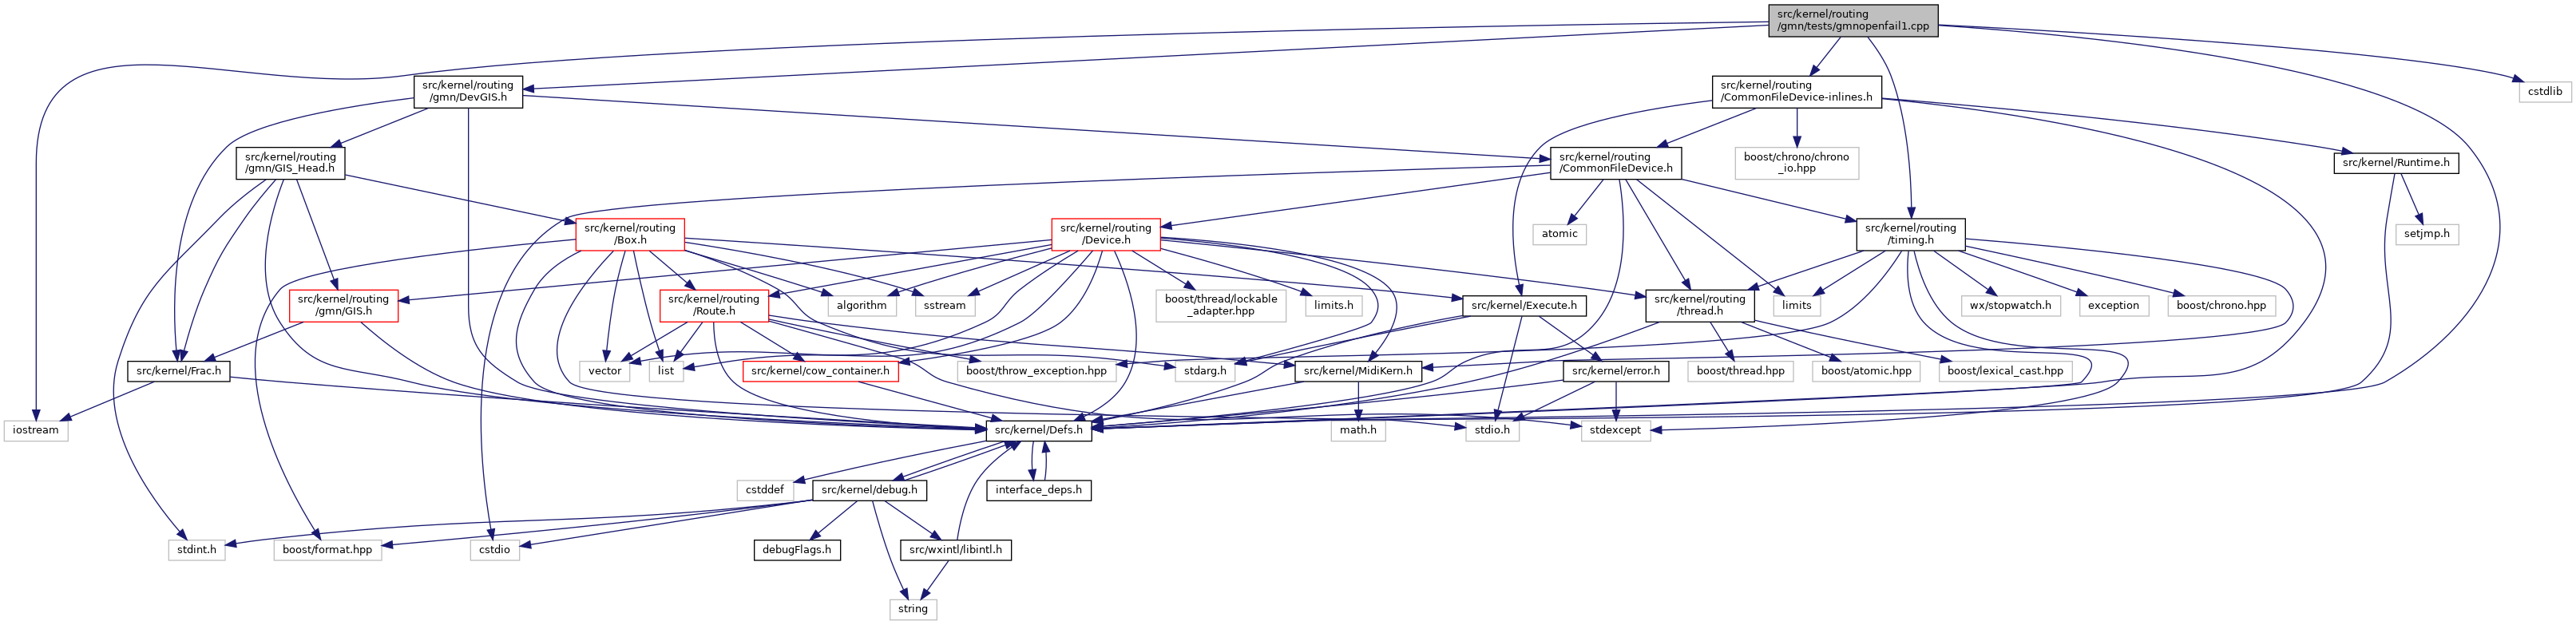 src/kernel/routing
/gmn/tests/gmnopenfail1.cpp
src/kernel/routing
/gmn/DevGIS.h
src/kernel/routing
/CommonFileDevice-inlines.h
cstdlib
src/kernel/routing
/gmn/GIS_Head.h
src/kernel/routing
/CommonFileDevice.h
boost/chrono/chrono
_io.hpp
src/kernel/Runtime.h
src/kernel/routing
/Box.h
src/kernel/routing
/Device.h
atomic
src/kernel/routing
/timing.h
setjmp.h
src/kernel/routing
/gmn/GIS.h
src/kernel/routing
/Route.h
algorithm
sstream
boost/thread/lockable
_adapter.hpp
limits.h
src/kernel/Execute.h
src/kernel/routing
/thread.h
limits
wx/stopwatch.h
exception
boost/chrono.hpp
src/kernel/Frac.h
vector
list
src/kernel/cow_container.h
boost/throw_exception.hpp
stdarg.h
src/kernel/MidiKern.h
src/kernel/error.h
boost/thread.hpp
boost/atomic.hpp
boost/lexical_cast.hpp
iostream
src/kernel/Defs.h
math.h
stdio.h
stdexcept
cstddef
src/kernel/debug.h
interface_deps.h
stdint.h
boost/format.hpp
cstdio
debugFlags.h
src/wxintl/libintl.h
string